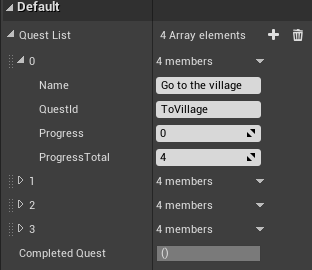 Default
Quest List 4 Array elements
0 4 members
Name Go to the village
QuestId ToVillage
Progress 0
ProgressTotal 4
1 4 members
2 4 members
3 4 members
Completed Quest ()